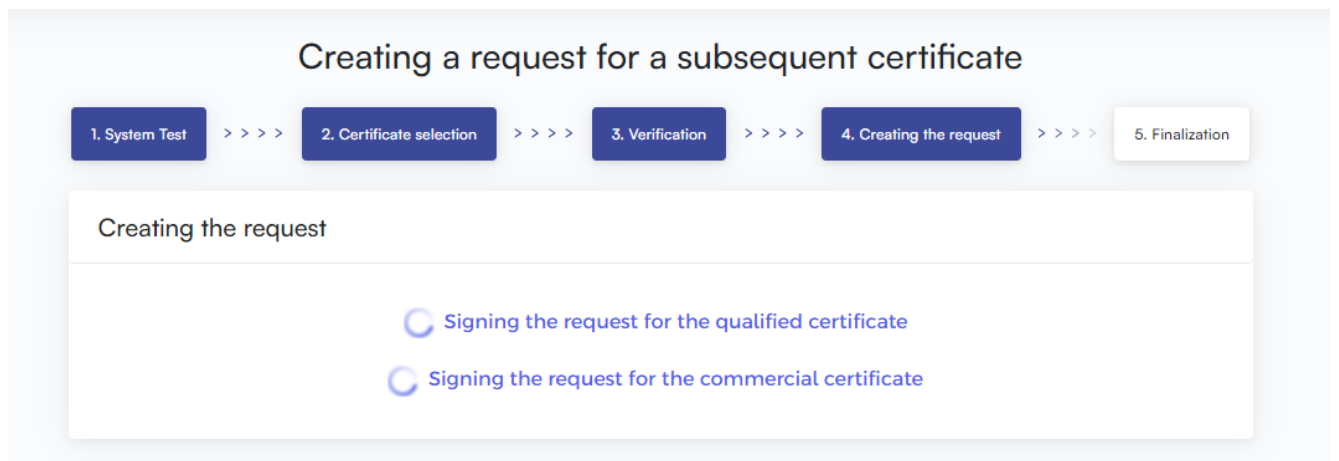 Creating a request for a subsequent certificate
1. System Test > > > > 2. Certificate selection > > > > 3. Verification > > > > 4. Creating the request > > > > 5. Finalization
Creating the request
Signing the request for the qualified certificate
Signing the request for the commercial certificate